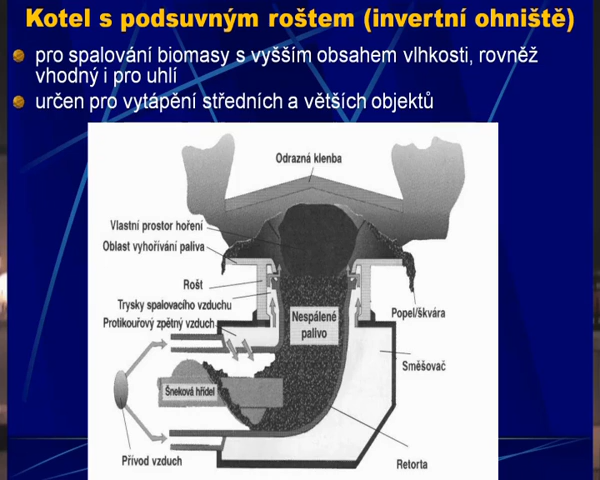 Kotel s podsuvným roštem (invertní ohniště)
pro spalování biomasy s vyšším obsahem vlhkosti, rovněž
vhodný i pro uhlí
určen pro vytápění středních a větších objektů
Odrazná klenba
Vlastní prostor hoření
Oblast vyhořívání paliva
Rošt
Trysky spalovacího vzduchu
Protikouřový zpětný vzduch
Nespálené
palivo
Popel/škvára
Směšovač
Šneková hřídel
Přívod vzduch
Retorta